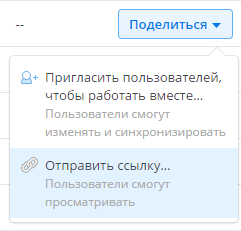 -- Поделиться
Пригласить пользователей,
чтобы работать вместе...
Пользователи смогут
изменять и синхронизировать
Отправить ссылку...
Пользователи смогут
просматривать